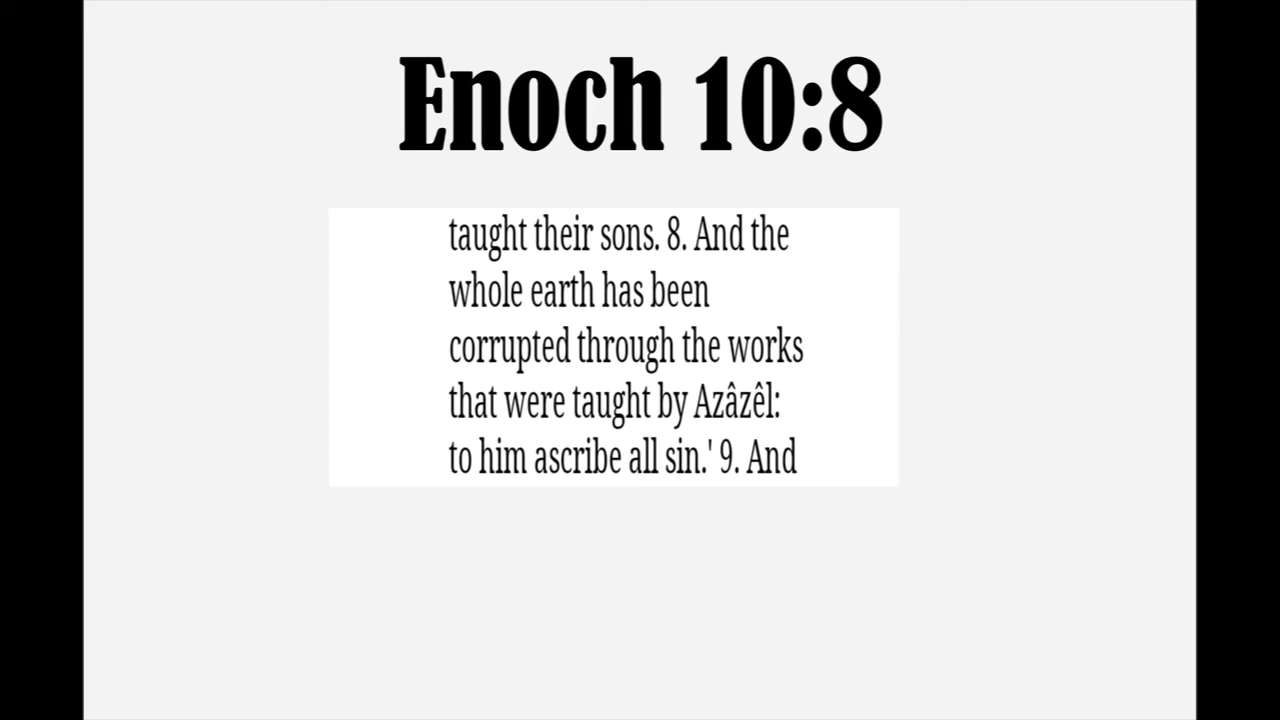 Enoch 10:8
taught their sons. 8. And the
whole earth has been
corrupted through the works
that were taught by Azâzêl:
to him ascribe all sin.' 9. And